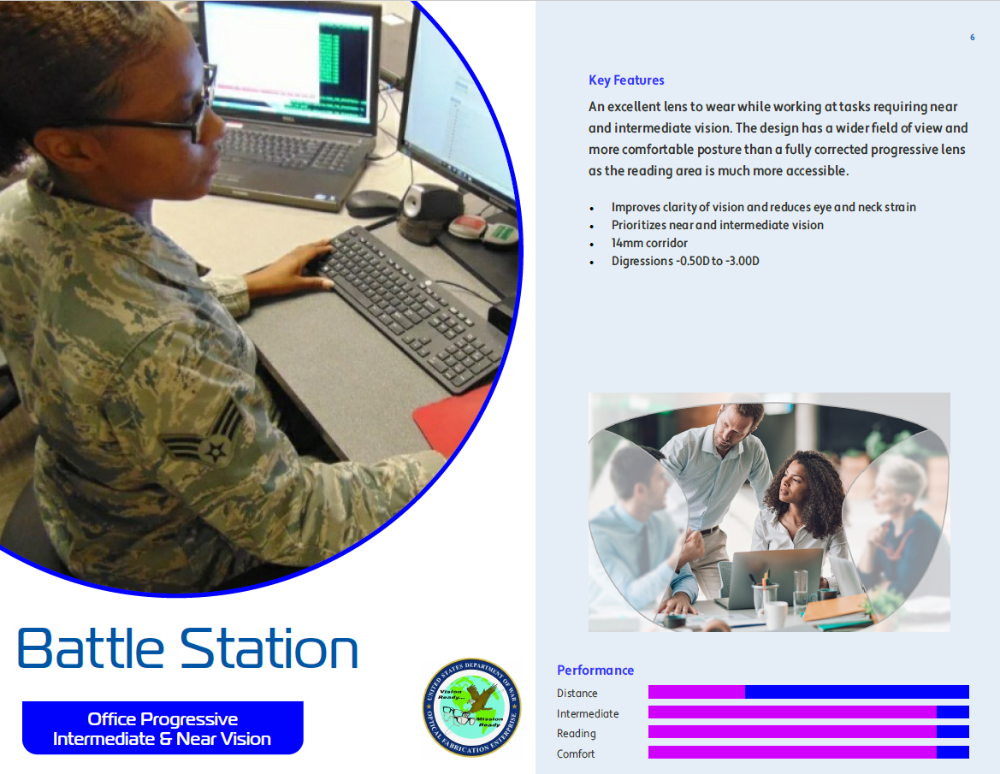 Battle Station
Office Progressive
Intermediate & Near Vision
UNITED STATES DEPARTMENT OF WAR
Vision
Ready...
Mission
Ready
OPTICAL FABRICATION ENTERPRISE
6
Key Features
An excellent lens to wear while working at tasks requiring near
and intermediate vision. The design has a wider field of view and
more comfortable posture than a fully corrected progressive lens
as the reading area is much more accessible.
• Improves clarity of vision and reduces eye and neck strain
• Prioritizes near and intermediate vision
• 14mm corridor
• Digressions -0.50D to -3.00D
Performance
Distance
Intermediate
Reading
Comfort